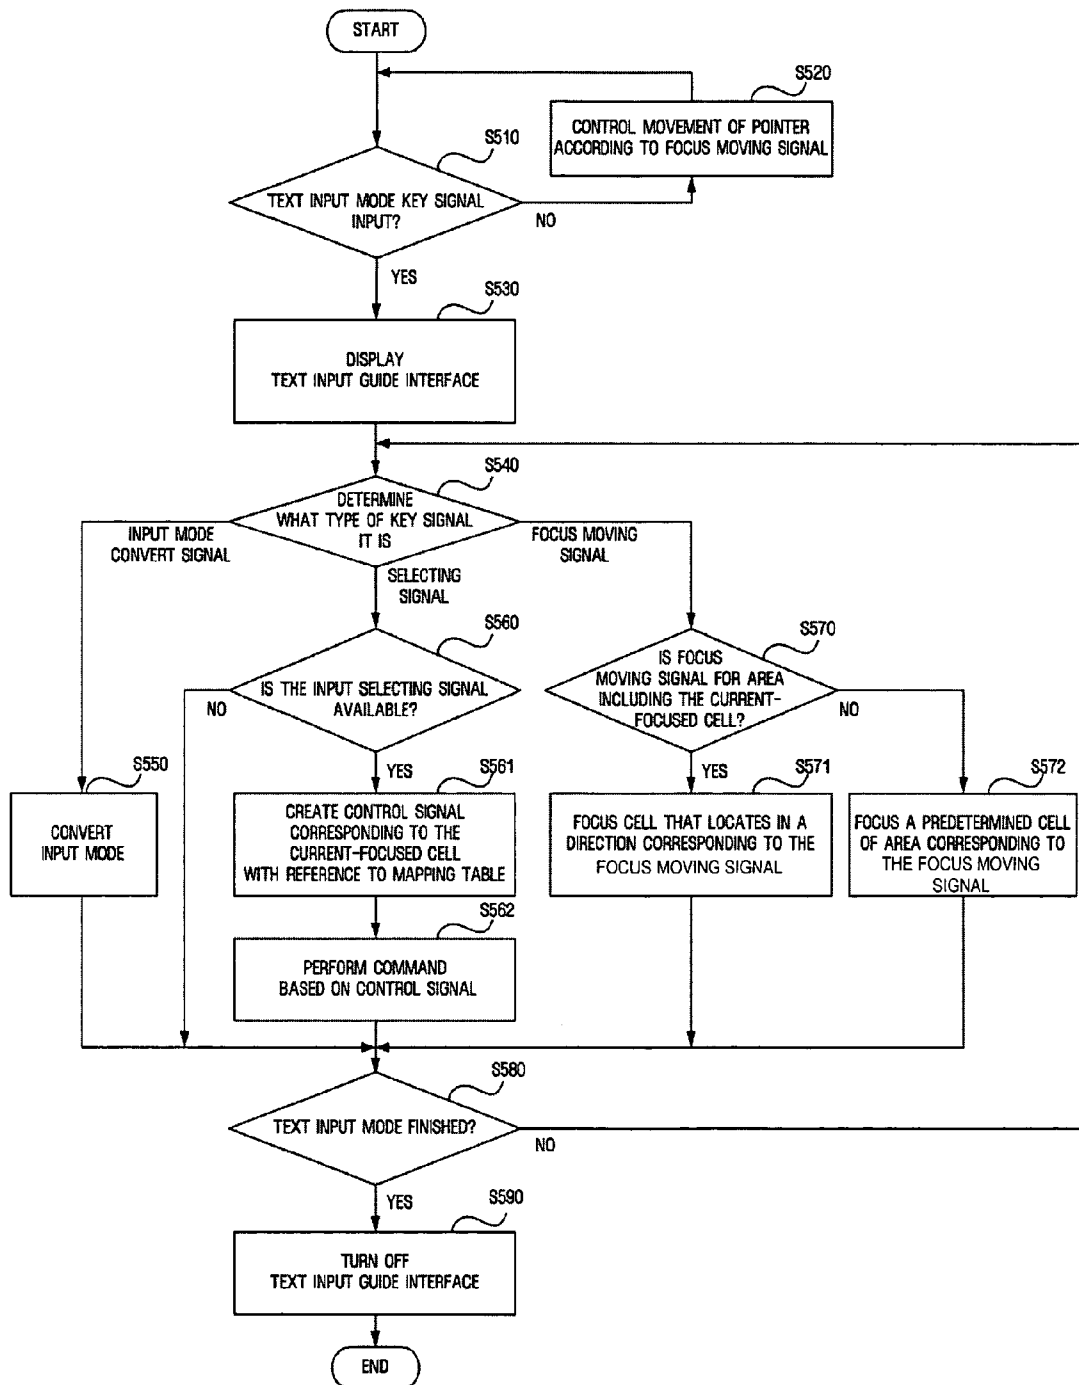 START
S520
CONTROL MOVEMENT OF POINTER
ACCORDING TO FOCUS MOVING SIGNAL
S510
TEXT INPUT MODE KEY SIGNAL
INPUT?
NO
YES
S530
DISPLAY
TEXT INPUT GUIDE INTERFACE
S540
DETERMINE
WHAT TYPE OF KEY SIGNAL
IT IS
INPUT MODE
CONVERT SIGNAL
FOCUS MOVING
SIGNAL
SELECTING
SIGNAL
S560
IS THE INPUT SELECTING SIGNAL
AVAILABLE?
NO
YES
S570
IS FOCUS
MOVING SIGNAL FOR AREA
INCLUDING THE CURRENT-
FOCUSED CELL?
NO
YES
S550
CONVERT
INPUT MODE
S561
CREATE CONTROL SIGNAL
CORRESPONDING TO THE
CURRENT-FOCUSED CELL
WITH REFERENCE TO MAPPING TABLE
S571
FOCUS CELL THAT LOCATES IN A
DIRECTION CORRESPONDING TO THE
FOCUS MOVING SIGNAL
S572
FOCUS A PREDETERMINED CELL
OF AREA CORRESPONDING TO
THE FOCUS MOVING
SIGNAL
S562
PERFORM COMMAND
BASED ON CONTROL SIGNAL
S580
TEXT INPUT MODE FINISHED?
NO
YES
S590
TURN OFF
TEXT INPUT GUIDE INTERFACE
END